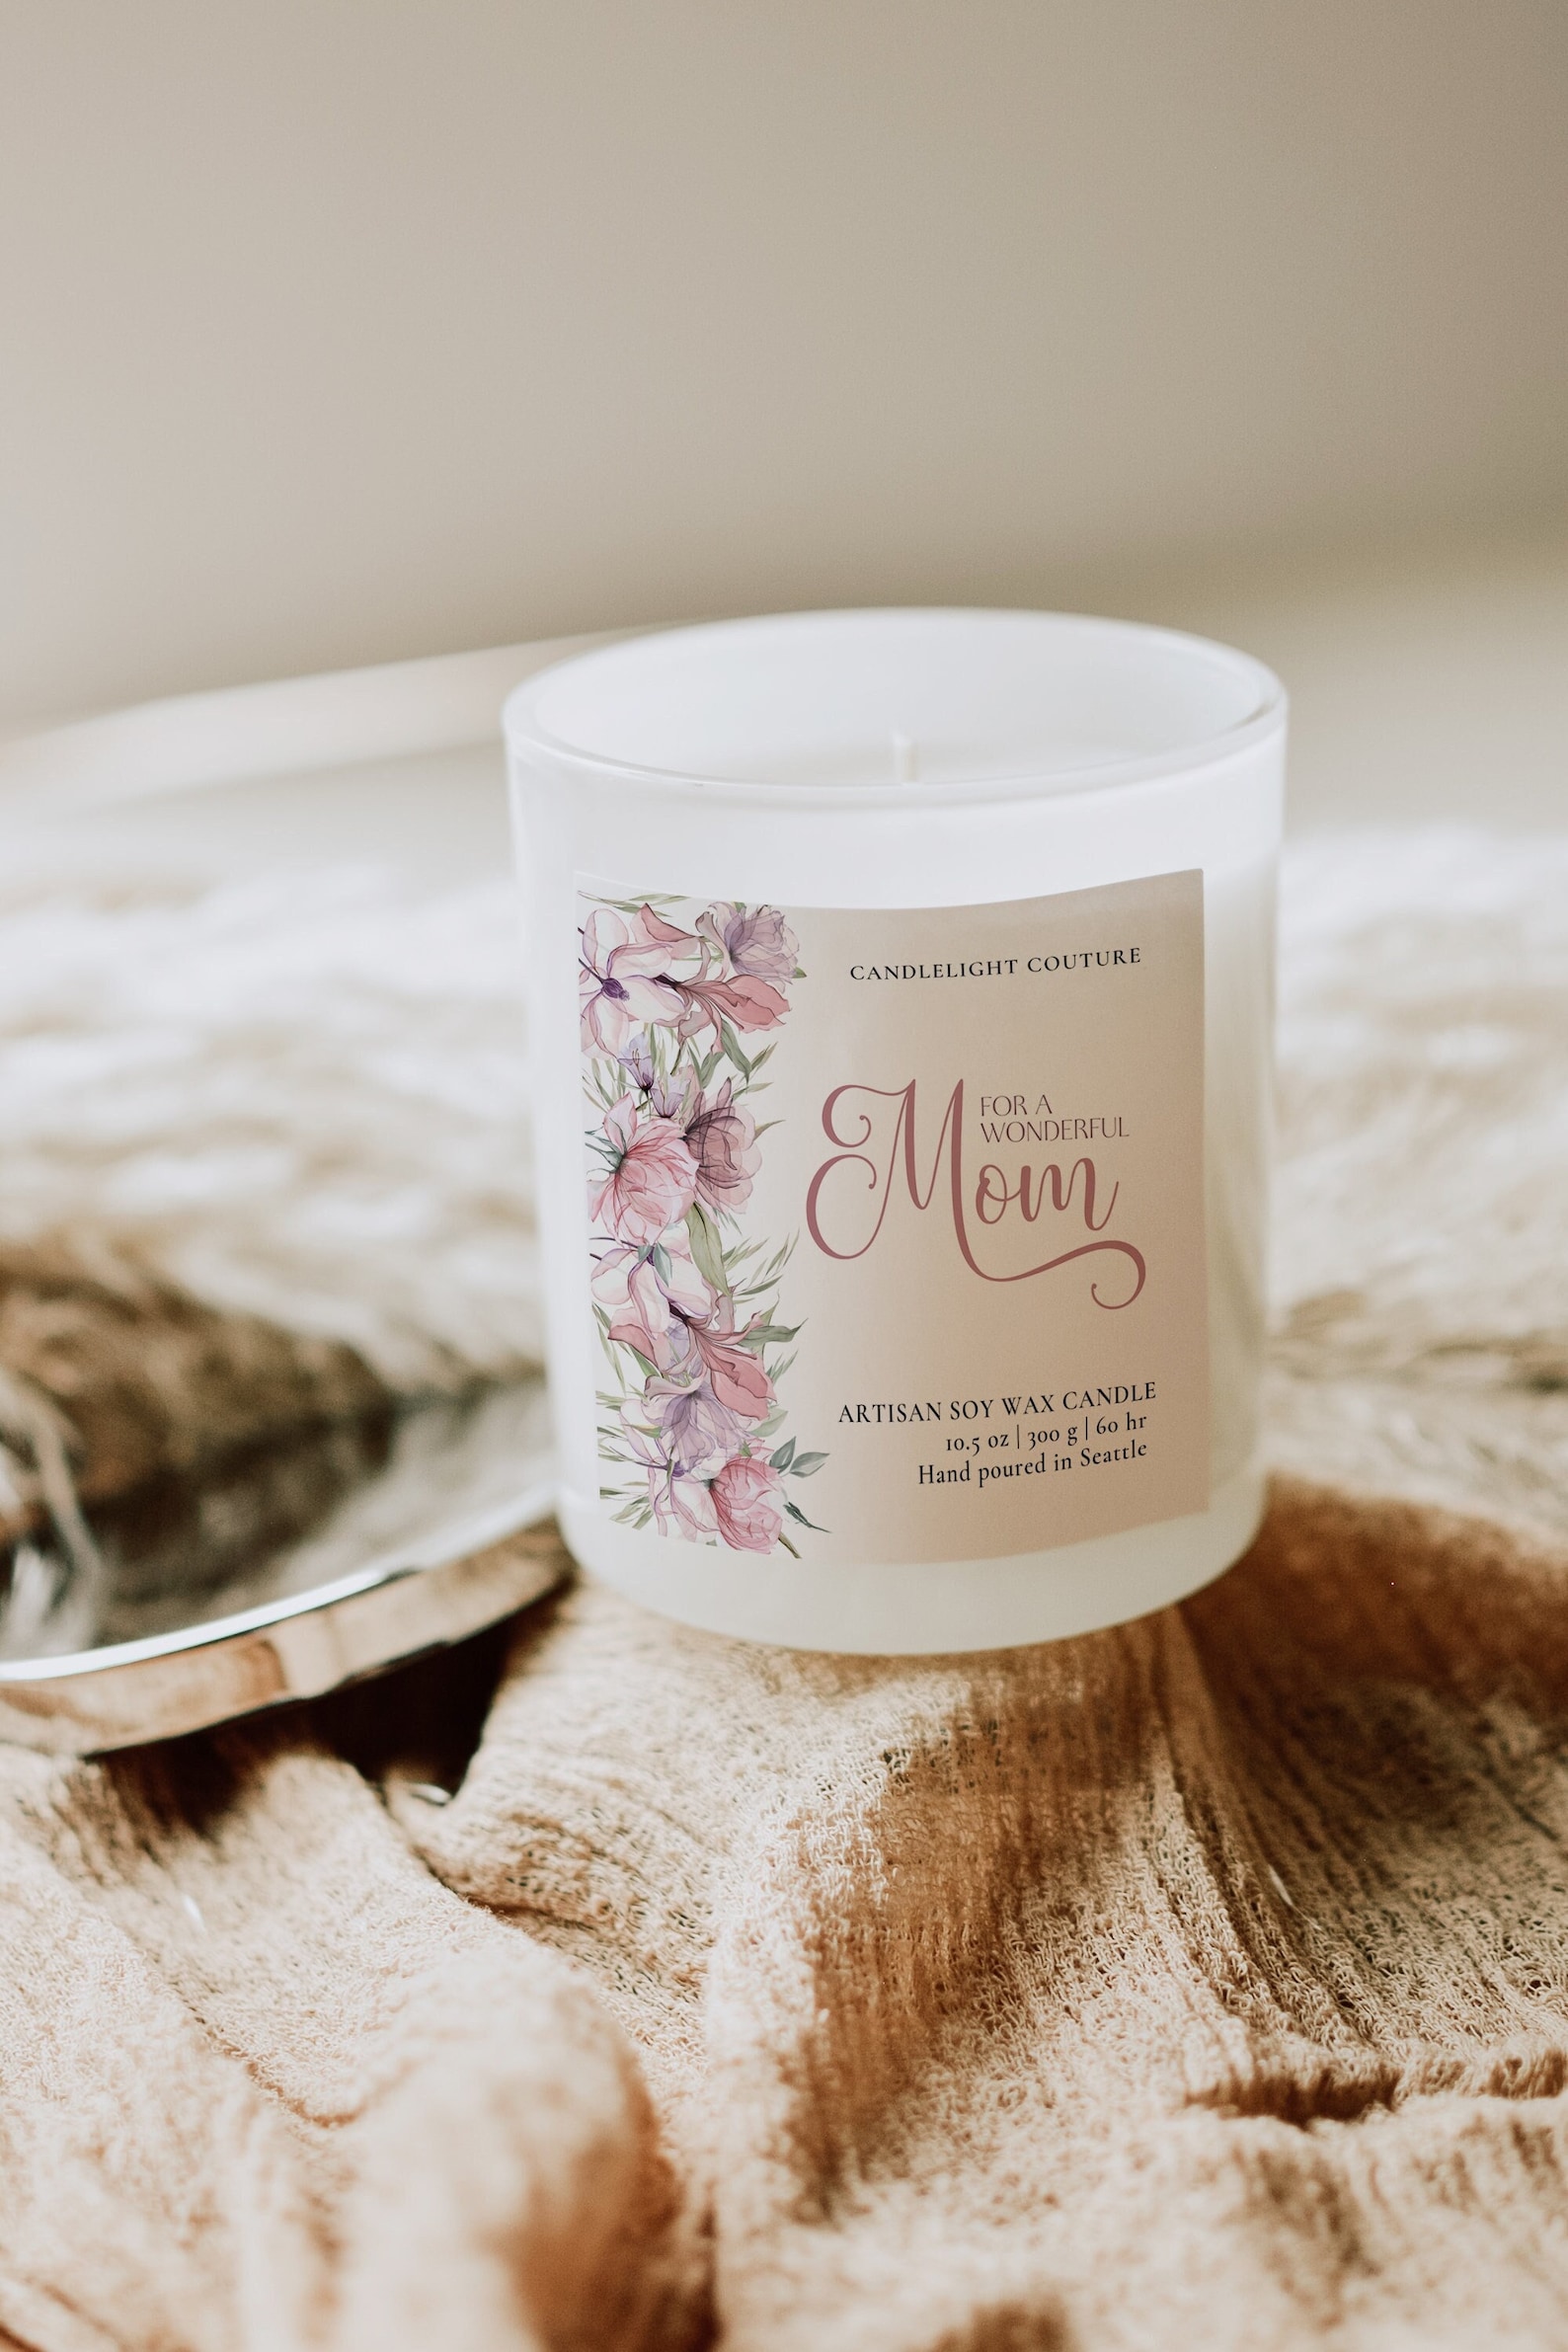 CANDLELIGHT COUTURE
FOR A
WONDERFUL
Mom
ARTISAN SOY WAX CANDLE
10.5 oz | 300 g | 60 hr
Hand poured in Seattle